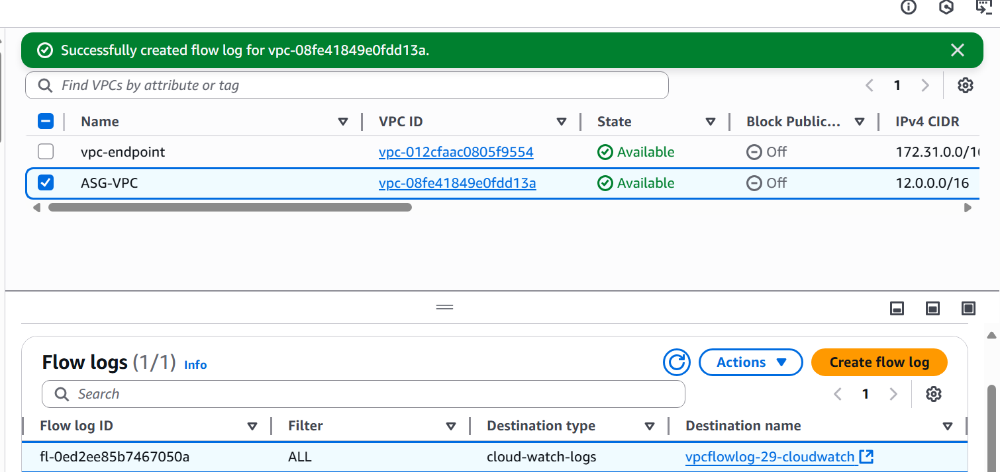 Successfully created flow log for vpc-08fe41849e0fdd13a.
Find VPCs by attribute or tag
1
Name VPC ID State Block Public... IPv4 CIDR
vpc-endpoint vpc-012cfaac0805f9554 Available Off 172.31.0.0/16
ASG-VPC vpc-08fe41849e0fdd13a Available Off 12.0.0.0/16
Flow logs (1/1) Info Actions Create flow log
Search 1
Flow log ID Filter Destination type Destination name
fl-0ed2ee85b7467050a ALL cloud-watch-logs vpcflowlog-29-cloudwatch